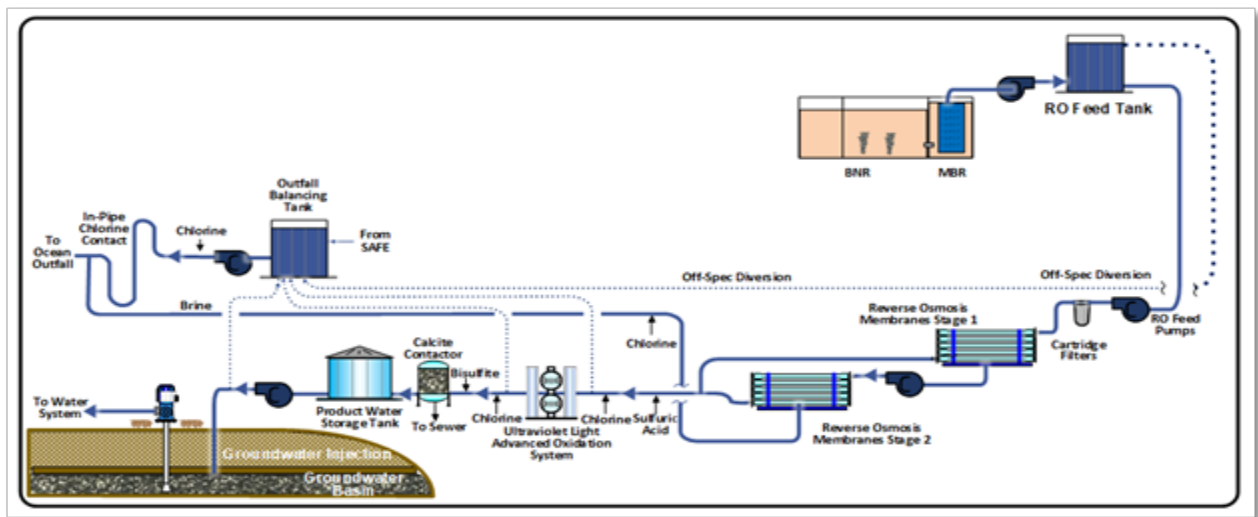 RO Feed Tank
BNR
MBR
Outfall
Balancing
Tank
In-Pipe
Chlorine
Contact
Chlorine
From
SAFE
To
Ocean
Outfall
Off-Spec Diversion
Off-Spec Diversion
Brine
Reverse Osmosis
Membranes Stage 1
RO Feed
Pumps
Cartridge
Filters
Chlorine
Calcite
Contactor
Bisulfite
To Water
System
Product Water
Storage Tank
To Sewer
Chlorine
Ultraviolet Light
Advanced Oxidation
System
Chlorine
Sulfuric
Acid
Reverse Osmosis
Membranes Stage 2
Groundwater Injection
Groundwater
Basin